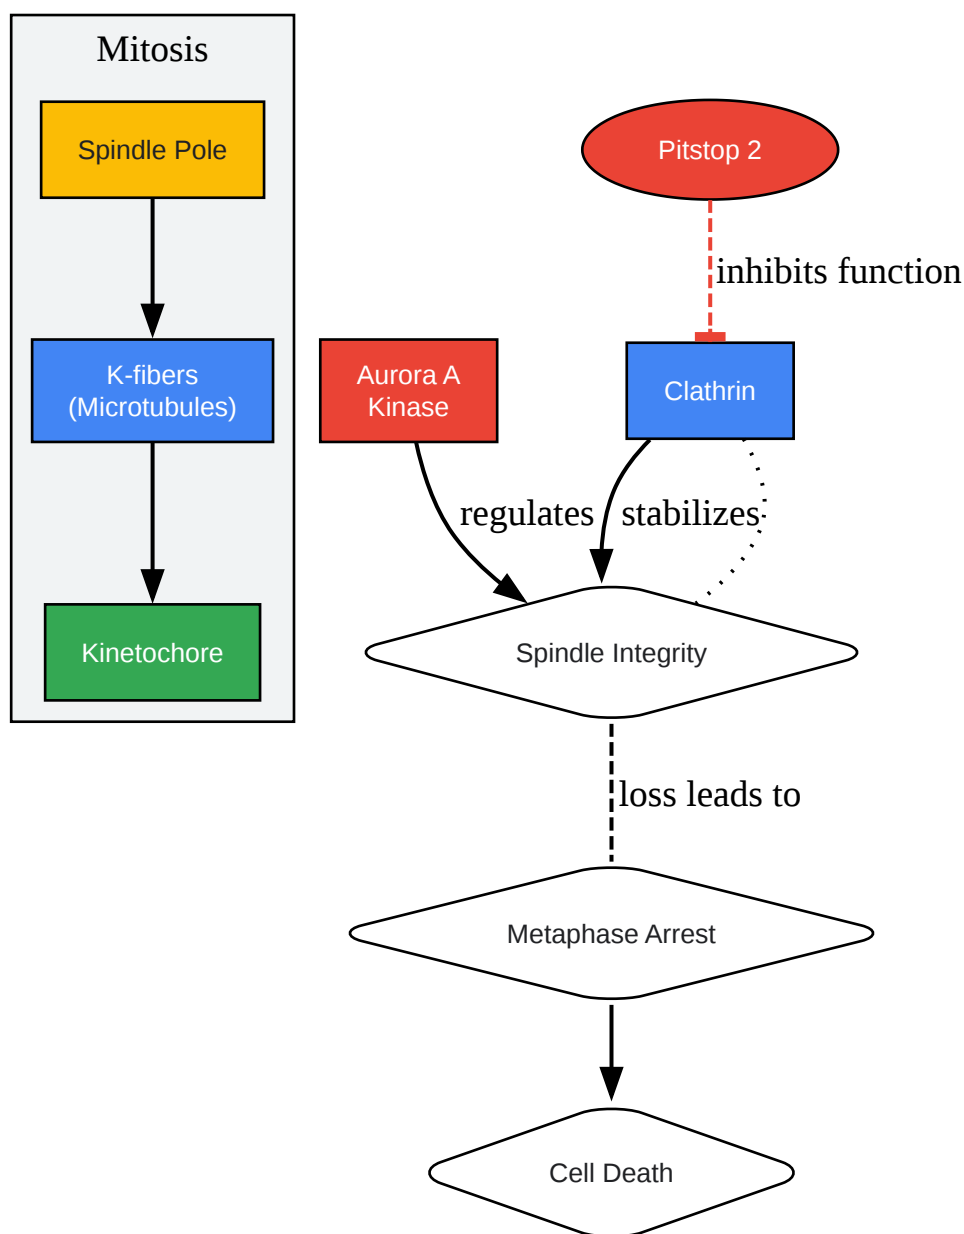 Mitosis
Spindle Pole
Pitstop 2
inhibits function
K-fibers
(Microtubules)
Aurora A
Kinase
Clathrin
regulates
stabilizes
Kinetochore
Spindle Integrity
loss leads to
Metaphase Arrest
Cell Death